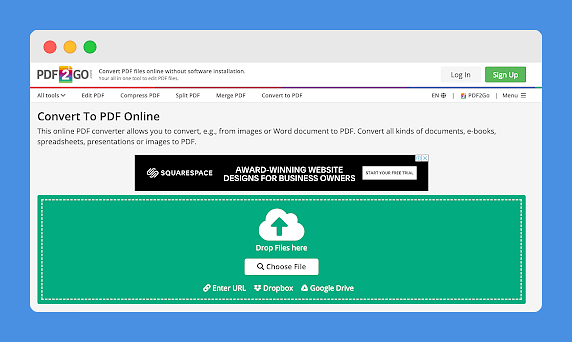 PDF2GO
Convert PDF files online without software installation.
Your all in one tool to edit PDF files.
Log In
Sign Up
All tools
Edit PDF
Compress PDF
Split PDF
Merge PDF
Convert to PDF
EN
PDF2Go
Menu
Convert To PDF Online
This online PDF converter allows you to convert, e.g., from images or Word document to PDF. Convert all kinds of documents, e-books,
spreadsheets, presentations or images to PDF.
SQUARESPACE
AWARD-WINNING WEBSITE
DESIGNS FOR BUSINESS OWNERS
START YOUR FREE TRIAL
Drop Files here
Choose File
Enter URL
Dropbox
Google Drive